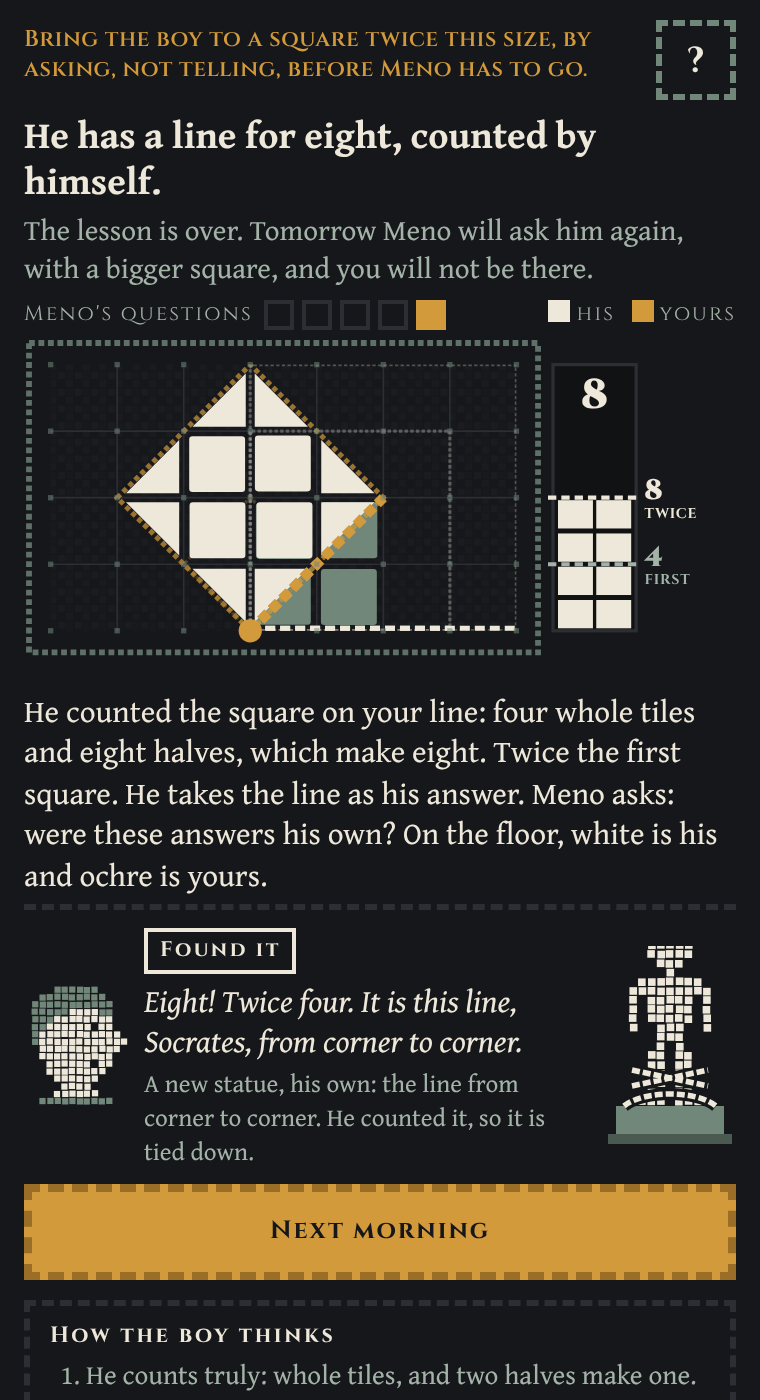 Bring the boy to a square twice this size, by
asking, not telling, before Meno has to go.
?
He has a line for eight, counted by
himself.
The lesson is over. Tomorrow Meno will ask him again,
with a bigger square, and you will not be there.
Meno's questions
his
yours
8
8
twice
4
first
He counted the square on your line: four whole tiles
and eight halves, which make eight. Twice the first
square. He takes the line as his answer. Meno asks:
were these answers his own? On the floor, white is his
and ochre is yours.
Found it
Eight! Twice four. It is this line,
Socrates, from corner to corner.
A new statue, his own: the line from
corner to corner. He counted it, so it is
tied down.
Next morning
How the boy thinks
1. He counts truly: whole tiles, and two halves make one.